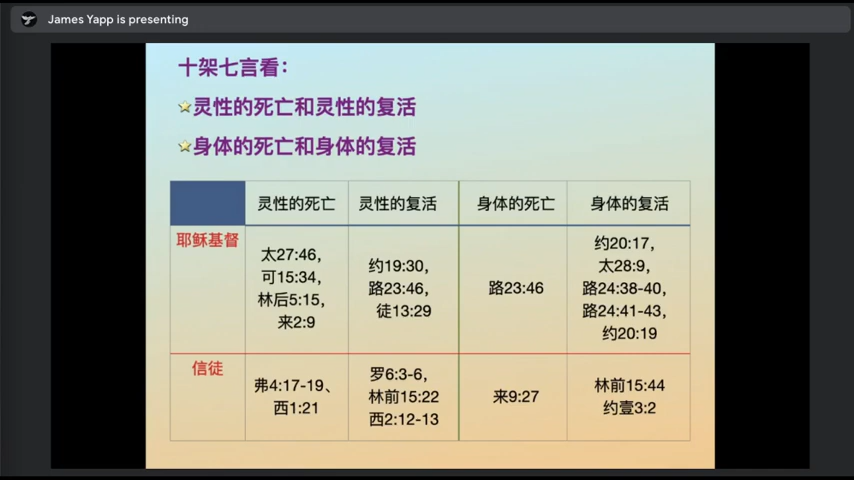 James Yapp is presenting
十架七言看：
灵性的死亡和灵性的复活
身体的死亡和身体的复活
灵性的死亡 灵性的复活 身体的死亡 身体的复活
耶稣基督
太27:46,
可15:34,
林后5:15,
来2:9
约19:30,
路23:46,
徒13:29
路23:46
约20:17,
太28:9,
路24:38-40,
路24:41-43,
约20:19
信徒
弗4:17-19、
西1:21
罗6:3-6,
林前15:22
西2:12-13
来9:27
林前15:44
约壹3:2